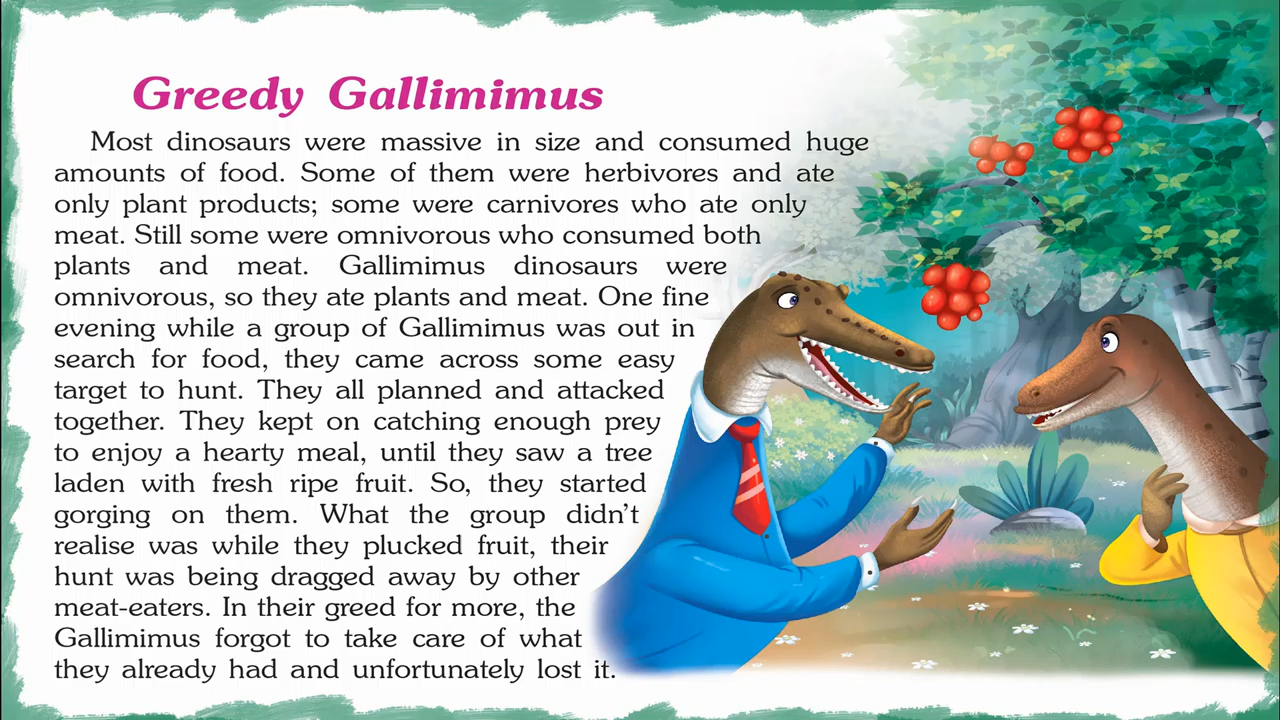 Greedy Gallimimus
Most dinosaurs were massive in size and consumed huge
amounts of food. Some of them were herbivores and ate
only plant products; some were carnivores who ate only
meat. Still some were omnivorous who consumed both
plants and meat. Gallimimus dinosaurs were
omnivorous, so they ate plants and meat. One fine
evening while a group of Gallimimus was out in
search for food, they came across some easy
target to hunt. They all planned and attacked
together. They kept on catching enough prey
to enjoy a hearty meal, until they saw a tree
laden with fresh ripe fruit. So, they started
gorging on them. What the group didn't
realise was while they plucked fruit, their
hunt was being dragged away by other
meat-eaters. In their greed for more, the
Gallimimus forgot to take care of what
they already had and unfortunately lost it.